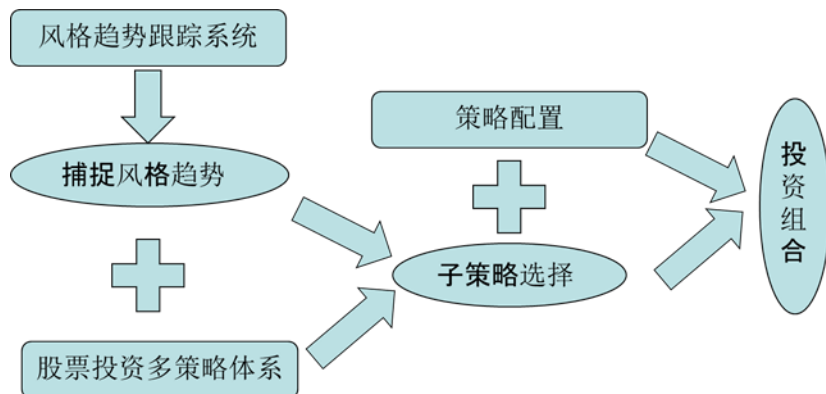 风格趋势跟踪系统
捕捉风格趋势
股票投资多策略体系
策略配置
子策略选择
投资组合